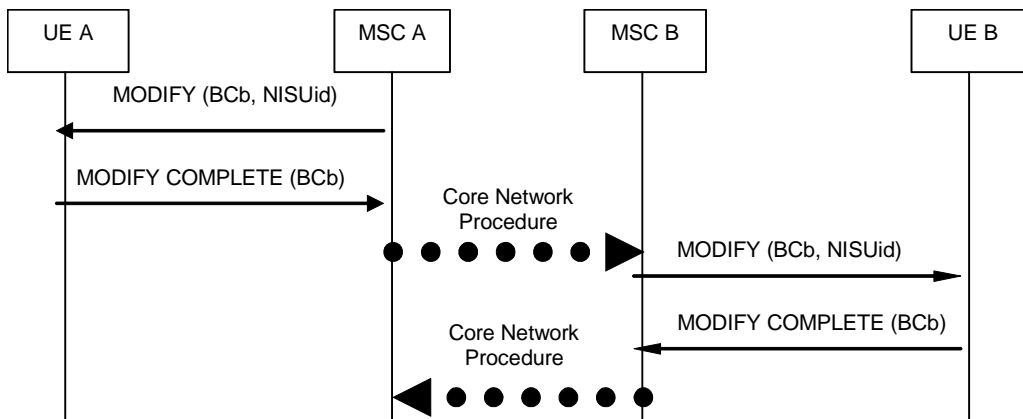 UE A
MSC A
MSC B
UE B
MODIFY (BCb, NISUid)
MODIFY COMPLETE (BCb)
Core Network
Procedure
MODIFY (BCb, NISUid)
MODIFY COMPLETE (BCb)
Core Network
Procedure